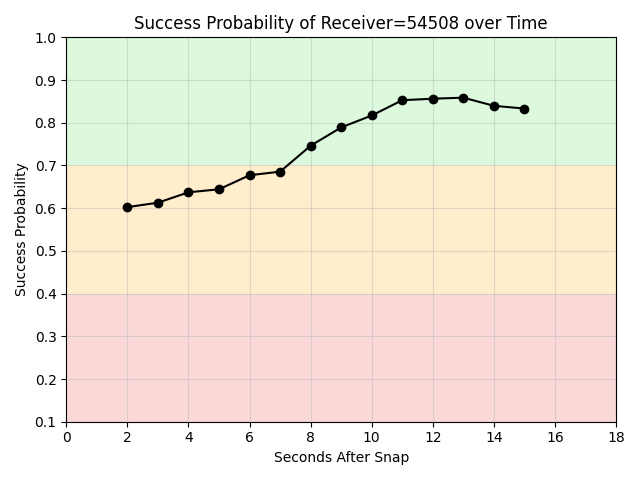 Success Probability of Receiver=54508 over Time
1.0
0.9
0.8
0.7
0.6
0.5
0.4
0.3
0.2
0.1
Success Probability
0 2 4 6 8 10 12 14 16 18
Seconds After Snap